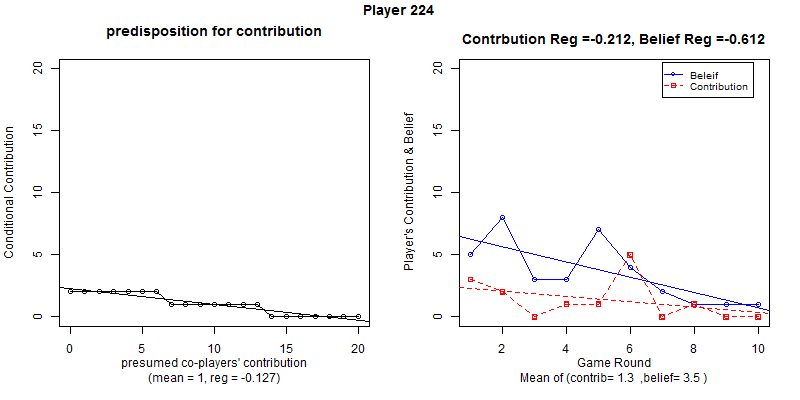 Player 224
predisposition for contribution
Conditional Contribution
20
15
10
5
0
0 5 10 15 20
presumed co-players' contribution
(mean = 1, reg = -0.127)
Contrbution Reg =-0.212, Belief Reg =-0.612
Player's Contribution & Belief
20
15
10
5
0
Beleif
Contribution
2 4 6 8 10
Game Round
Mean of (contrib= 1.3 ,belief= 3.5 )